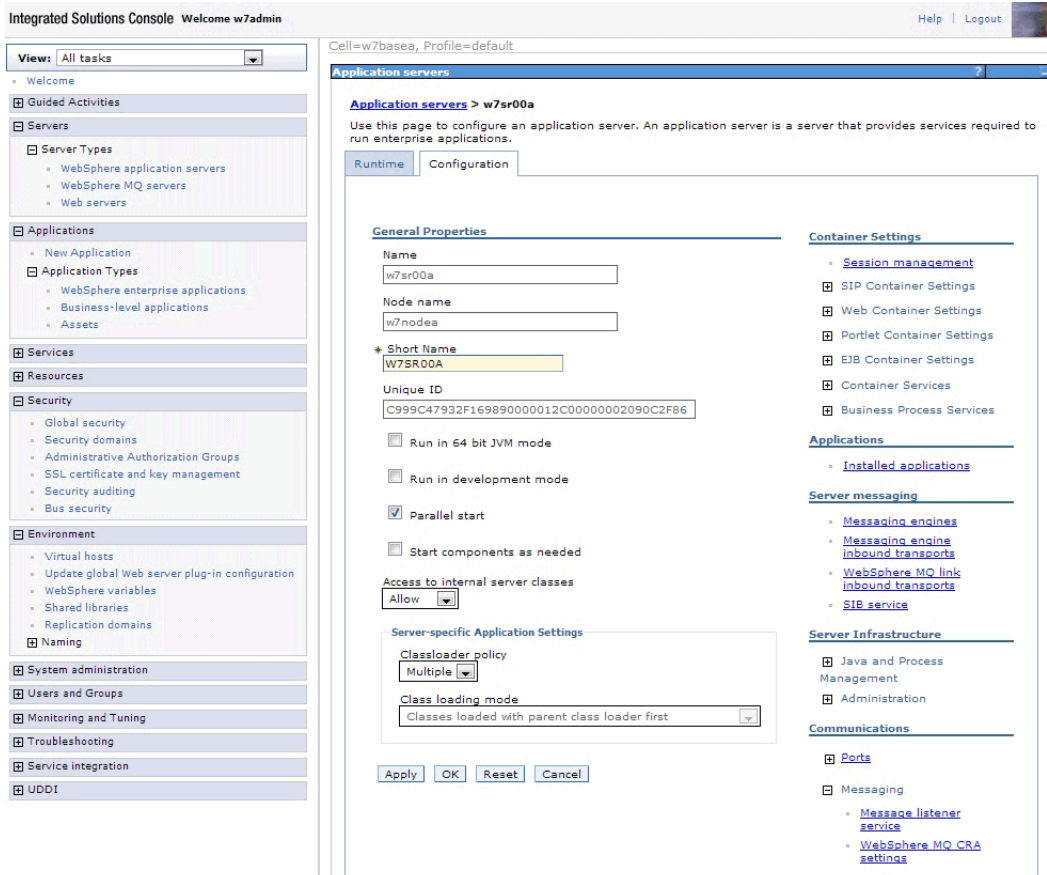 Integrated Solutions Console Welcome w7admin
Help | Logout
View: All tasks
Welcome
Guided Activities
Servers
Server Types
WebSphere application servers
WebSphere MQ servers
Web servers
Applications
New Application
Application Types
WebSphere enterprise applications
Business-level applications
Assets
Services
Resources
Security
Global security
Security domains
Administrative Authorization Groups
SSL certificate and key management
Security auditing
Bus security
Environment
Virtual hosts
Update global Web server plug-in configuration
WebSphere variables
Shared libraries
Replication domains
Naming
System administration
Users and Groups
Monitoring and Tuning
Troubleshooting
Service integration
UDDI
Cell=w7basea, Profile=default
Application servers ?
Application servers > w7sr00a
Use this page to configure an application server. An application server is a server that provides services required to
run enterprise applications.
Runtime Configuration
General Properties
Name
w7sr00a
Node name
w7nodea
Short Name
W7SR00A
Unique ID
C999C47932F169890000012C00000002090C2F86
Run in 64 bit JVM mode
Run in development mode
Parallel start
Start components as needed
Access to internal server classes
Allow
Server-specific Application Settings
Classloader policy
Multiple
Class loading mode
Classes loaded with parent class loader first
Apply OK Reset Cancel
Container Settings
Session management
SIP Container Settings
Web Container Settings
Portlet Container Settings
EJB Container Settings
Container Services
Business Process Services
Applications
Installed applications
Server messaging
Messaging engines
Messaging engine
inbound transports
WebSphere MQ link
inbound transports
SIB service
Server Infrastructure
Java and Process
Management
Administration
Communications
Ports
Messaging
Message listener
service
WebSphere MQ CRA
settings